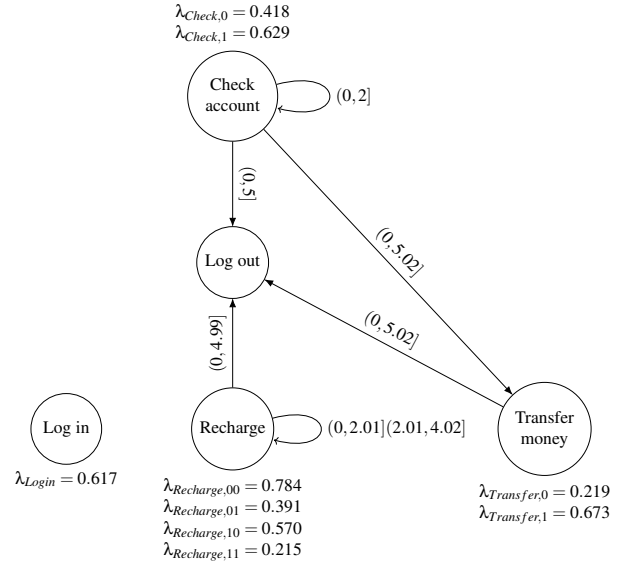 λ_{Check,0} = 0.418
λ_{Check,1} = 0.629
Check
account
(0,2]
(0,5]
(0,5.02]
Log out
(0,5.02]
(0,4.99]
Log in
λ_{Login} = 0.617
Recharge
(0,2.01](2.01,4.02]
λ_{Recharge,00} = 0.784
λ_{Recharge,01} = 0.391
λ_{Recharge,10} = 0.570
λ_{Recharge,11} = 0.215
Transfer
money
λ_{Transfer,0} = 0.219
λ_{Transfer,1} = 0.673